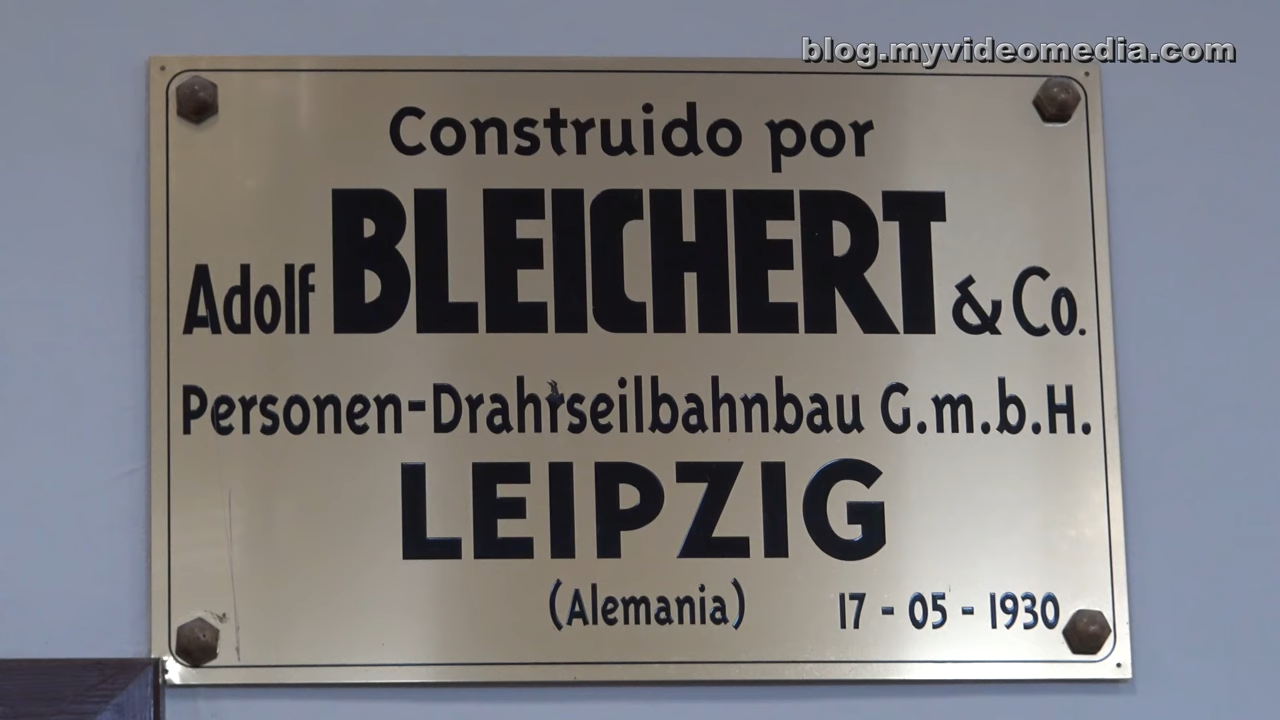 blog.myvideomedia.com
Construido por
Adolf BLEICHERT & Co.
Personen-Drahtseilbahnbau G.m.b.H.
LEIPZIG
(Alemania) 17 - 05 - 1930